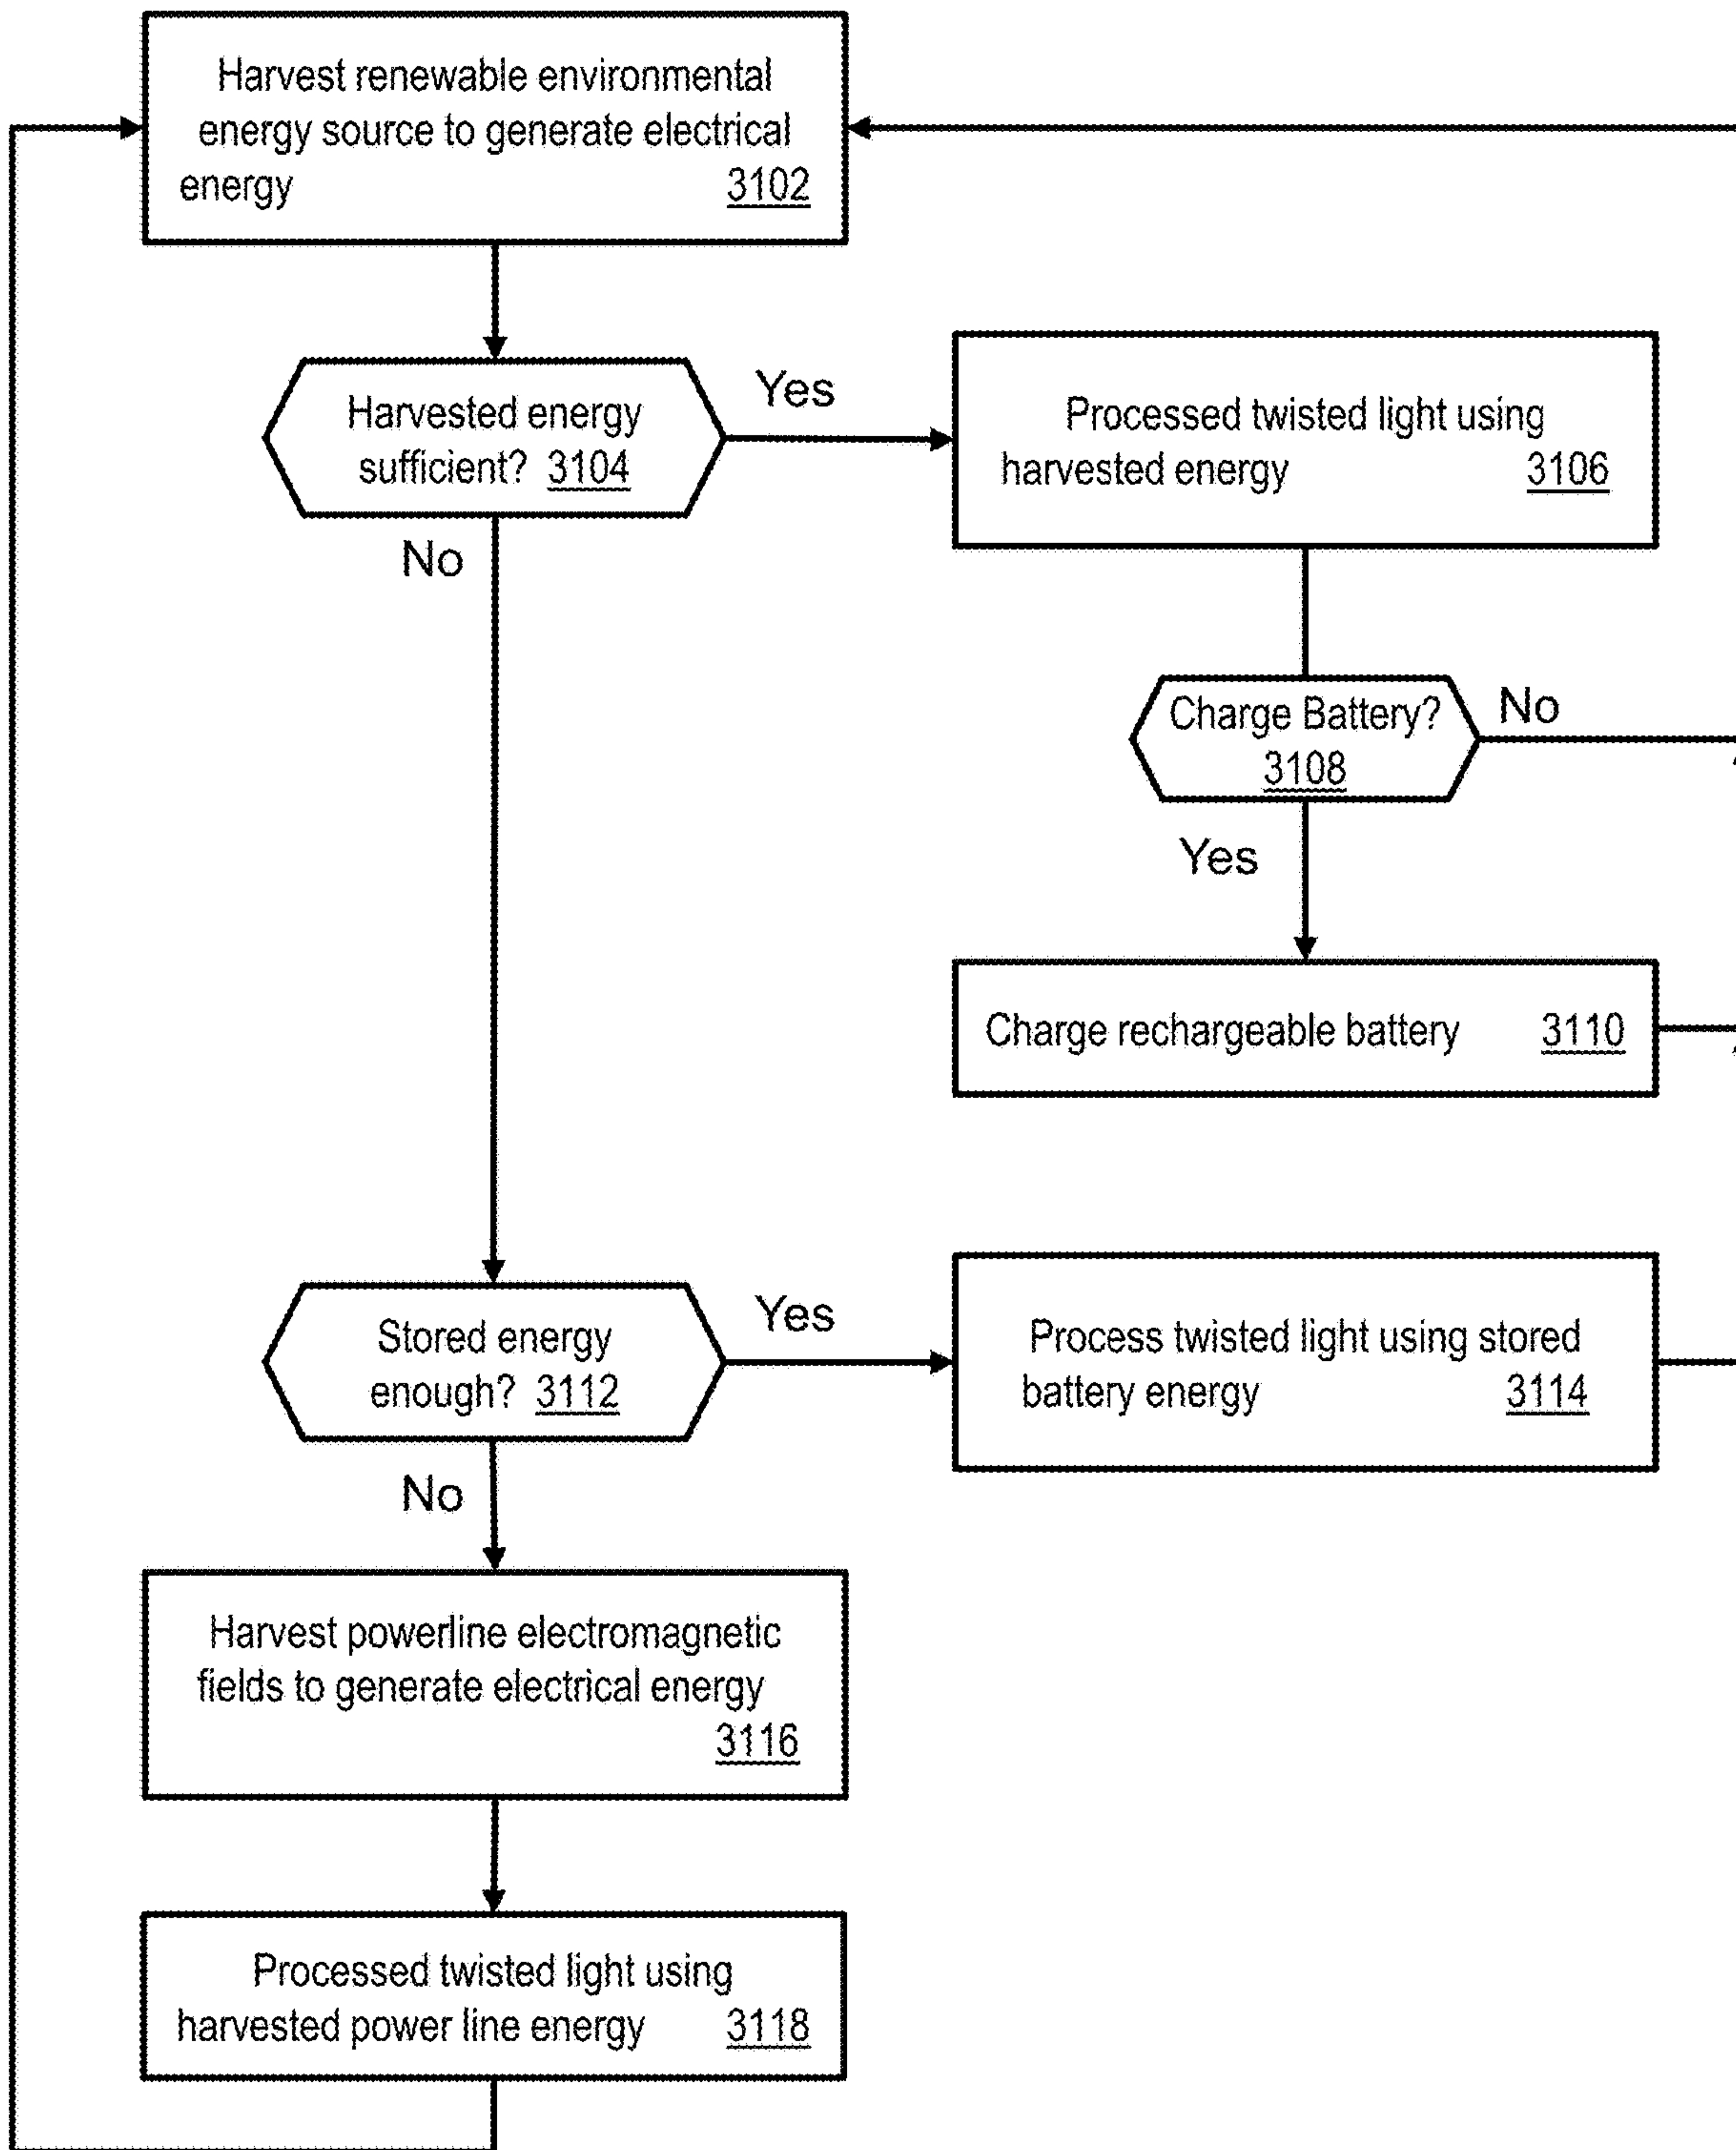 Harvest renewable environmental
energy source to generate electrical
energy 3102
Harvested energy
sufficient? 3104
Yes
No
Processed twisted light using
harvested energy 3106
Charge Battery?
3108
No
Yes
Charge rechargeable battery 3110
Stored energy
enough? 3112
Yes
No
Process twisted light using stored
battery energy 3114
Harvest powerline electromagnetic
fields to generate electrical energy
3116
Processed twisted light using
harvested power line energy 3118